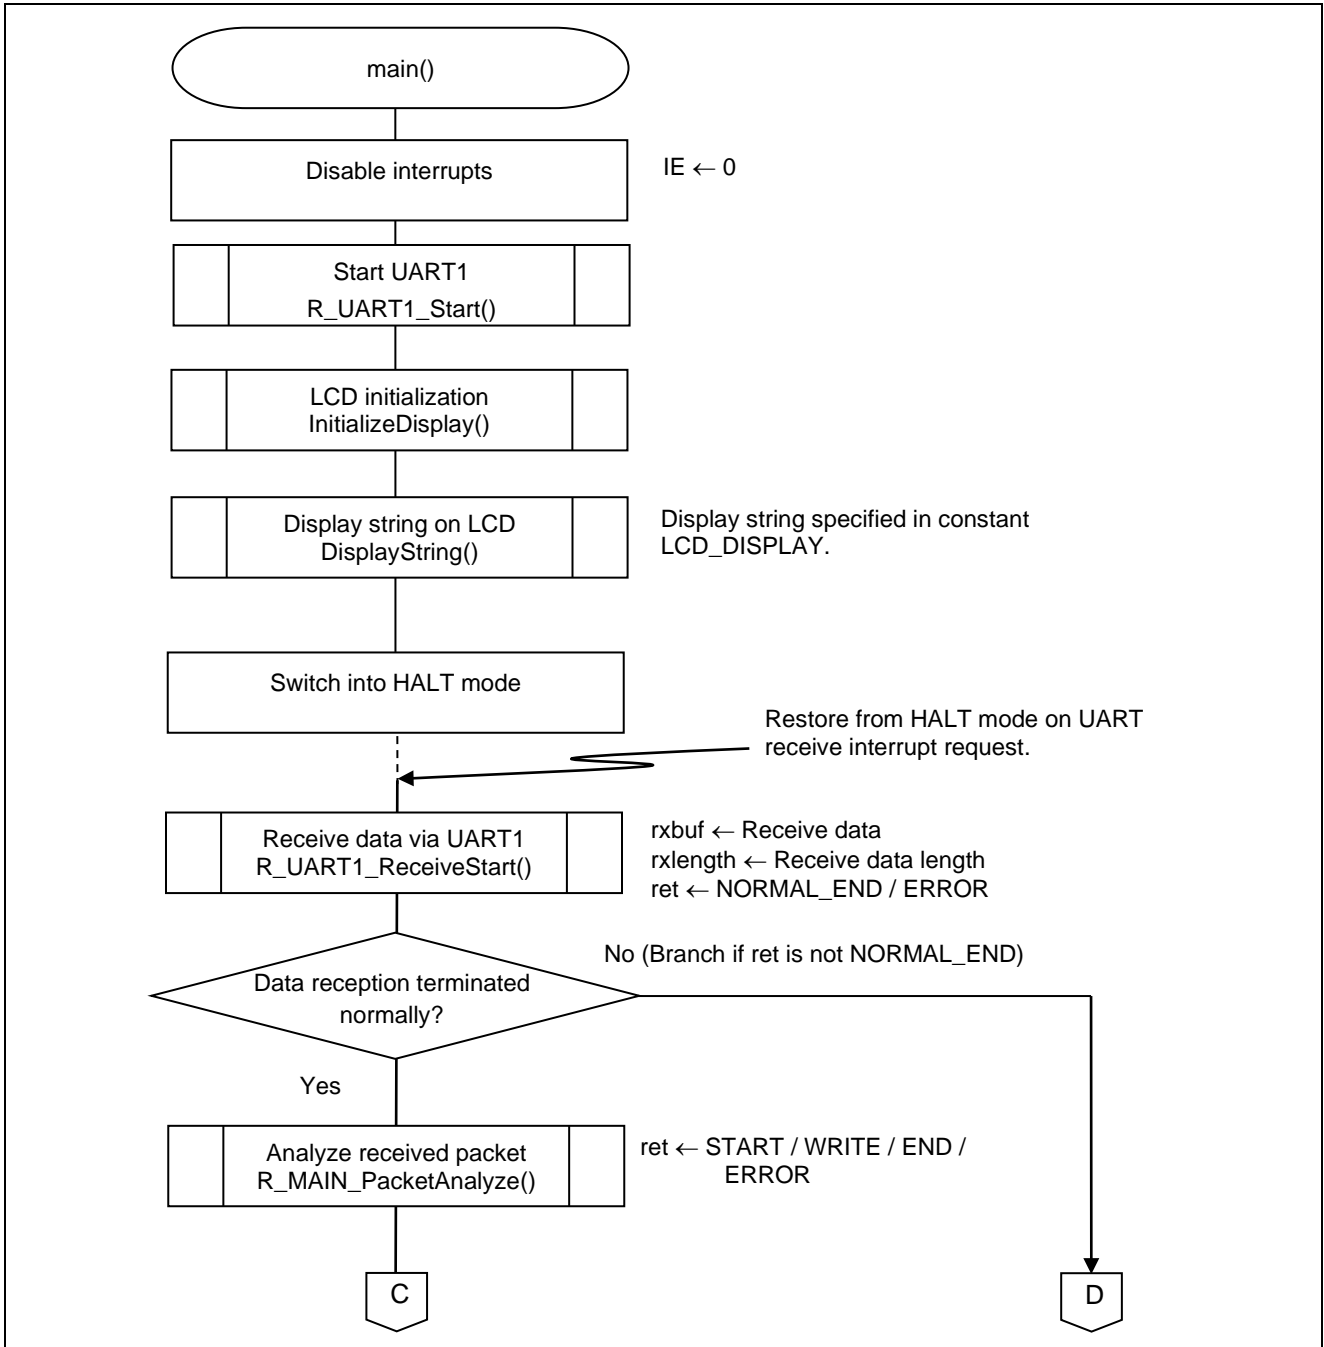 main()
Disable interrupts
IE ← 0
Start UART1
R_UART1_Start()
LCD initialization
InitializeDisplay()
Display string on LCD
DisplayString()
Display string specified in constant
LCD_DISPLAY.
Switch into HALT mode
Restore from HALT mode on UART
receive interrupt request.
Receive data via UART1
R_UART1_ReceiveStart()
rxbuf ← Receive data
rxlength ← Receive data length
ret ← NORMAL_END / ERROR
No (Branch if ret is not NORMAL_END)
Data reception terminated
normally?
Yes
Analyze received packet
R_MAIN_PacketAnalyze()
ret ← START / WRITE / END /
ERROR
C
D